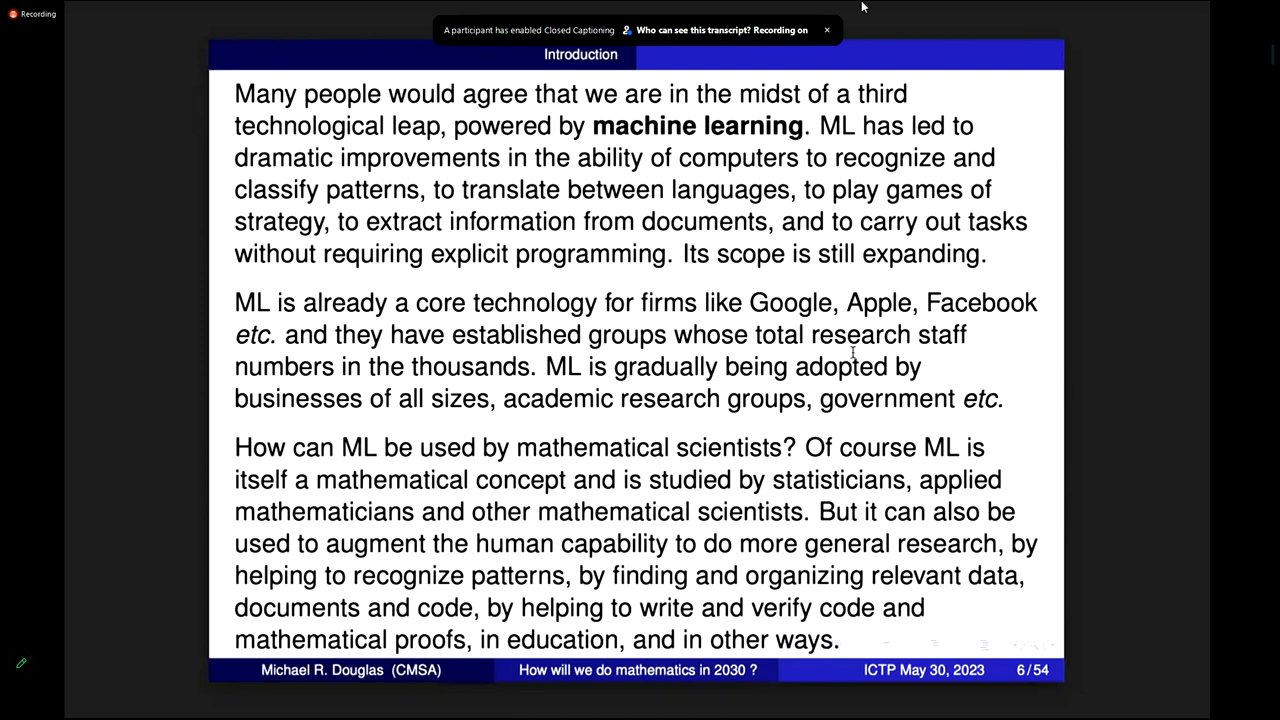 Recording
A participant has enabled Closed Captioning Who can see this transcript? Recording on ×
Introduction
Many people would agree that we are in the midst of a third
technological leap, powered by machine learning. ML has led to
dramatic improvements in the ability of computers to recognize and
classify patterns, to translate between languages, to play games of
strategy, to extract information from documents, and to carry out tasks
without requiring explicit programming. Its scope is still expanding.
ML is already a core technology for firms like Google, Apple, Facebook
etc. and they have established groups whose total research staff
numbers in the thousands. ML is gradually being adopted by
businesses of all sizes, academic research groups, government etc.
How can ML be used by mathematical scientists? Of course ML is
itself a mathematical concept and is studied by statisticians, applied
mathematicians and other mathematical scientists. But it can also be
used to augment the human capability to do more general research, by
helping to recognize patterns, by finding and organizing relevant data,
documents and code, by helping to write and verify code and
mathematical proofs, in education, and in other ways.
Michael R. Douglas (CMSA) How will we do mathematics in 2030 ? ICTP May 30, 2023 6 / 54